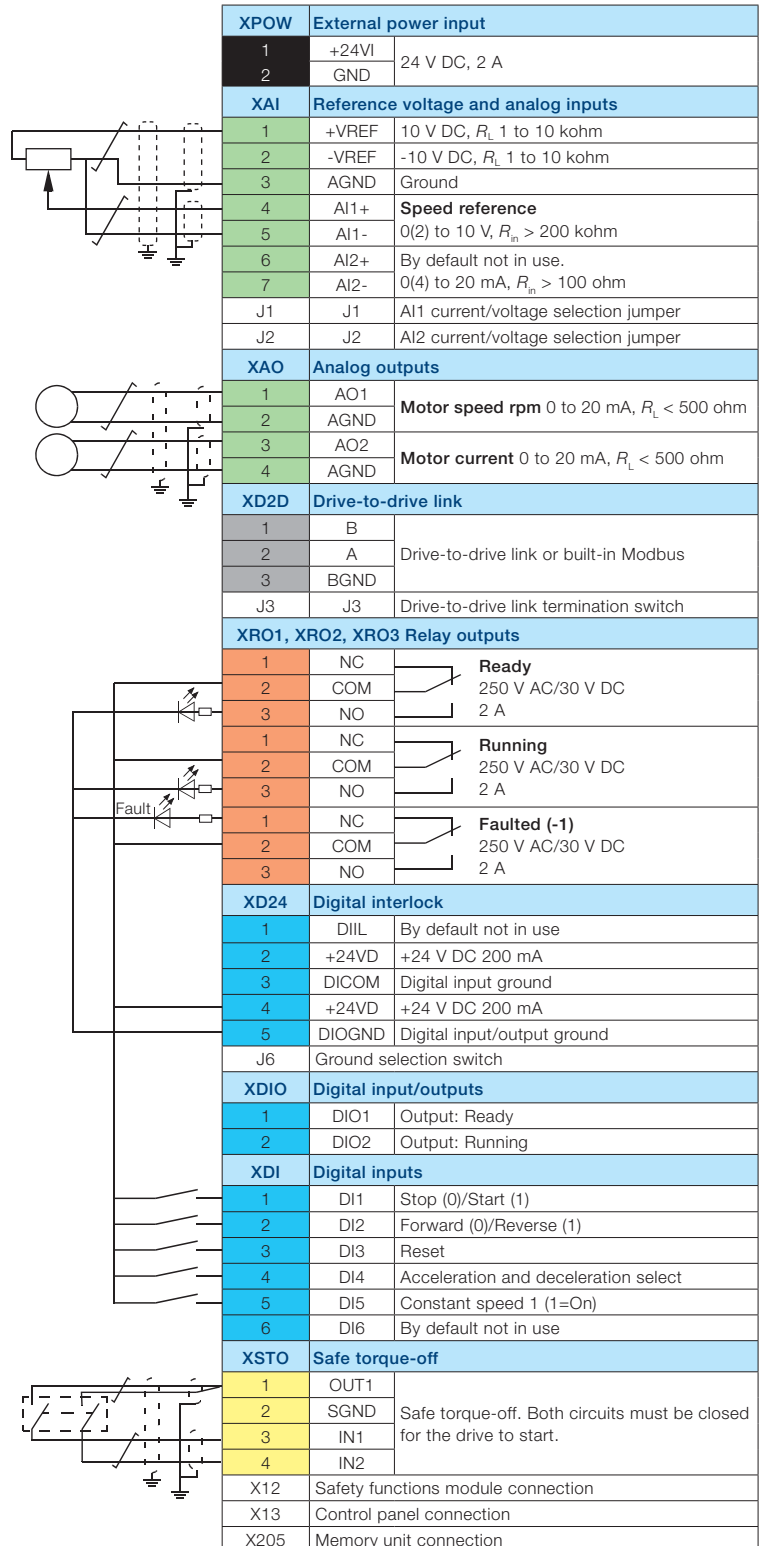 XPOW External power input
1 +24VI 24 V DC, 2 A
2 GND
XAI Reference voltage and analog inputs
1 +VREF 10 V DC, RL 1 to 10 kohm
2 -VREF -10 V DC, RL 1 to 10 kohm
3 AGND Ground
4 AI1+ Speed reference
5 AI1- 0(2) to 10 V, Rin > 200 kohm
6 AI2+ By default not in use.
7 AI2- 0(4) to 20 mA, Rin > 100 ohm
J1 J1 AI1 current/voltage selection jumper
J2 J2 AI2 current/voltage selection jumper
XAO Analog outputs
1 AO1 Motor speed rpm 0 to 20 mA, RL < 500 ohm
2 AGND
3 AO2 Motor current 0 to 20 mA, RL < 500 ohm
4 AGND
XD2D Drive-to-drive link
1 B
2 A Drive-to-drive link or built-in Modbus
3 BGND
J3 J3 Drive-to-drive link termination switch
XRO1, XRO2, XRO3 Relay outputs
1 NC Ready
2 COM 250 V AC/30 V DC
3 NO 2 A
1 NC Running
2 COM 250 V AC/30 V DC
3 NO 2 A
Fault
1 NC Faulted (-1)
2 COM 250 V AC/30 V DC
3 NO 2 A
XD24 Digital interlock
1 DIIL By default not in use
2 +24VD +24 V DC 200 mA
3 DICOM Digital input ground
4 +24VD +24 V DC 200 mA
5 DIOGND Digital input/output ground
J6 Ground selection switch
XDIO Digital input/outputs
1 DIO1 Output: Ready
2 DIO2 Output: Running
XDI Digital inputs
1 DI1 Stop (0)/Start (1)
2 DI2 Forward (0)/Reverse (1)
3 DI3 Reset
4 DI4 Acceleration and deceleration select
5 DI5 Constant speed 1 (1=On)
6 DI6 By default not in use
XSTO Safe torque-off
1 OUT1
2 SGND Safe torque-off. Both circuits must be closed
3 IN1 for the drive to start.
4 IN2
X12 Safety functions module connection
X13 Control panel connection
X205 Memory unit connection